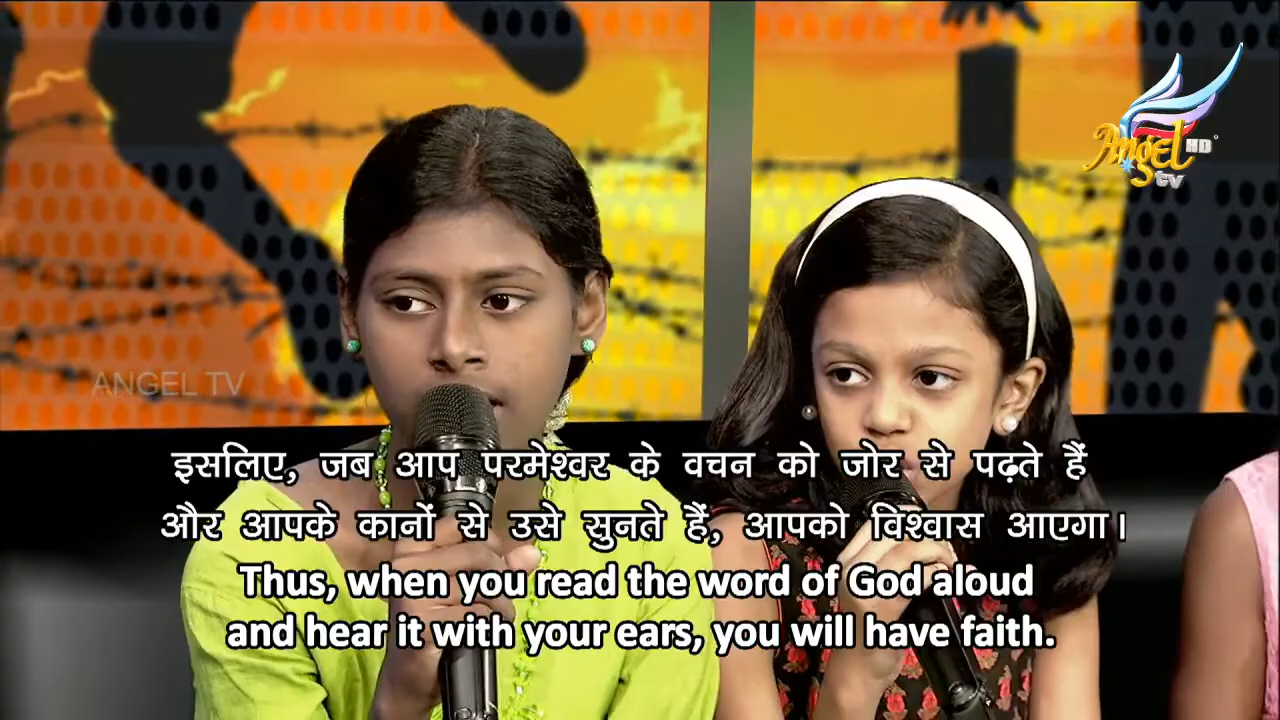 Angel HD
tv
ANGEL TV
इसलिए, जब आप परमेश्वर के वचन को जोर से पढ़ते हैं
और आपके कानों से उसे सुनते हैं, आपको विश्वास आएगा।
Thus, when you read the word of God aloud
and hear it with your ears, you will have faith.